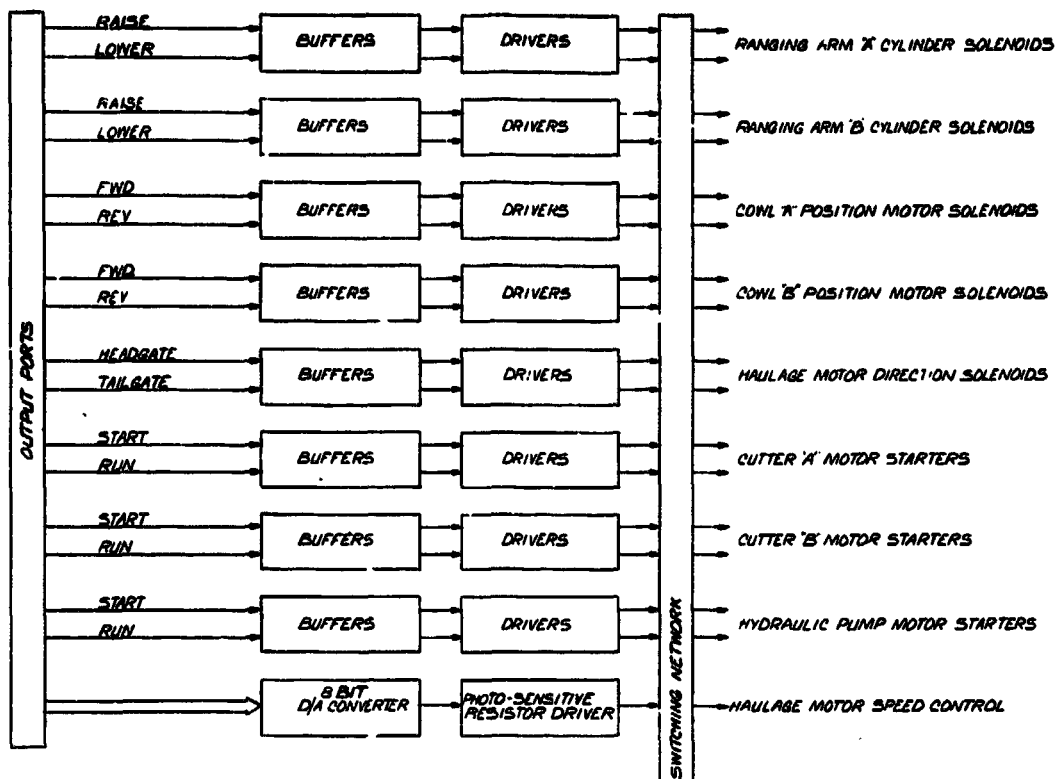 RAISE
LOWER
BUFFERS
DRIVERS
RANGING ARM "A" CYLINDER SOLENOIDS
RAISE
LOWER
BUFFERS
DRIVERS
RANGING ARM "B" CYLINDER SOLENOIDS
FWD
REV
BUFFERS
DRIVERS
COWL "A" POSITION MOTOR SOLENOIDS
FWD
REV
BUFFERS
DRIVERS
COWL "B" POSITION MOTOR SOLENOIDS
HEADGATE
TAILGATE
BUFFERS
DRIVERS
HAULAGE MOTOR DIRECTION SOLENOIDS
START
RUN
BUFFERS
DRIVERS
CUTTER "A" MOTOR STARTERS
START
RUN
BUFFERS
DRIVERS
CUTTER "B" MOTOR STARTERS
START
RUN
BUFFERS
DRIVERS
HYDRAULIC PUMP MOTOR STARTERS
8 BIT
D/A CONVERTER
PHOTO-SENSITIVE
RESISTOR DRIVER
HAULAGE MOTOR SPEED CONTROL
OUTPUT PORTS
SWITCHING NETWORK